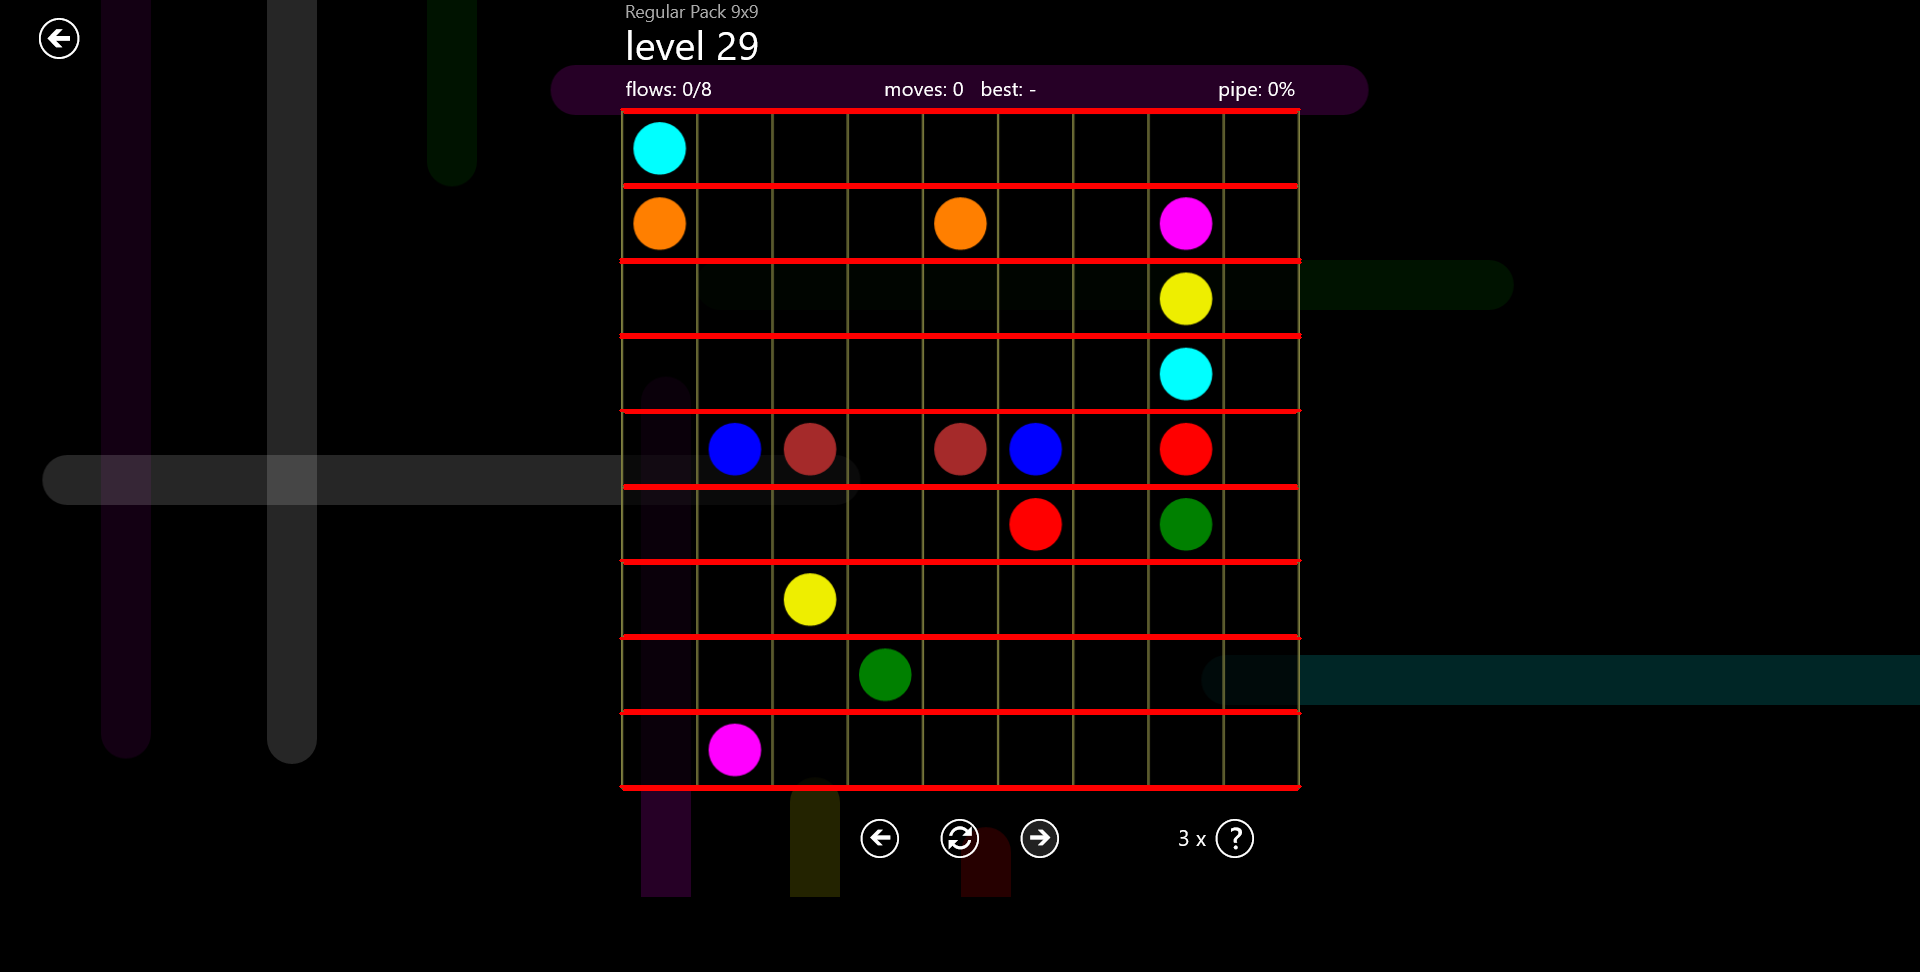 Regular Pack 9x9
level 29
flows: 0/8 moves: 0 best: - pipe: 0%
3 x ?